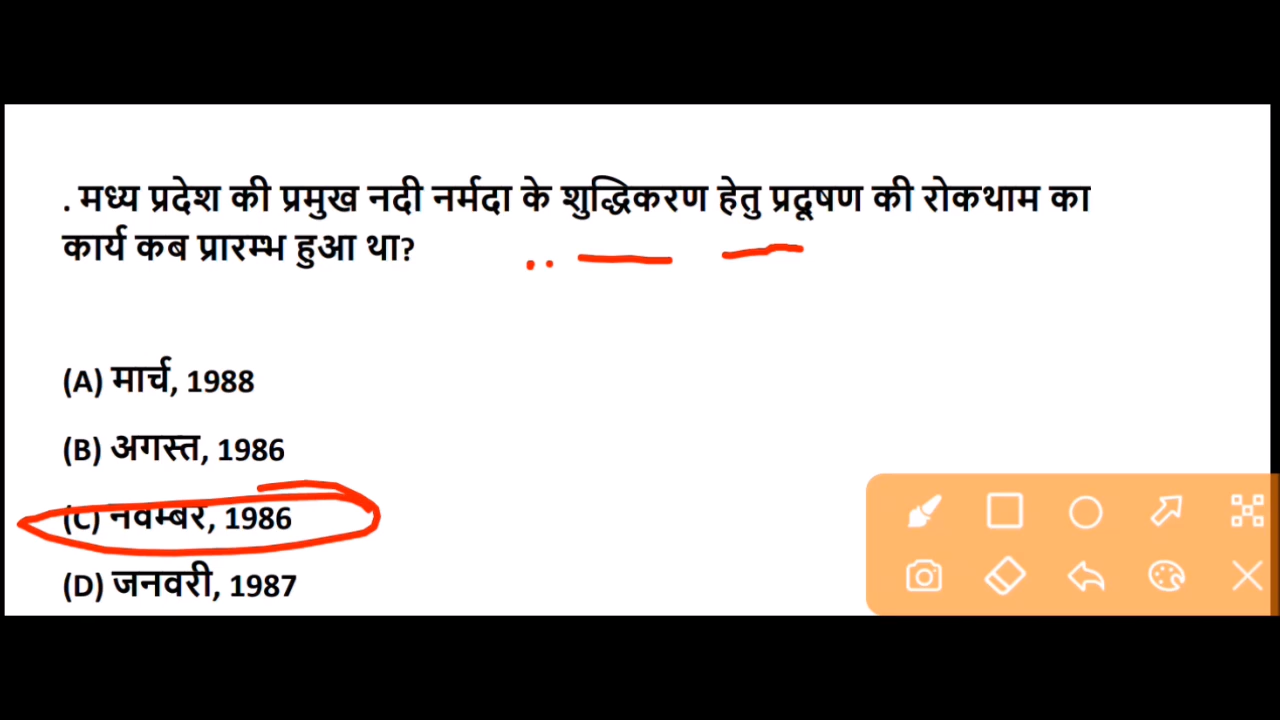 . मध्य प्रदेश की प्रमुख नदी नर्मदा के शुद्धिकरण हेतु प्रदूषण की रोकथाम का
कार्य कब प्रारम्भ हुआ था?
(A) मार्च, 1988
(B) अगस्त, 1986
(C) नवम्बर, 1986
(D) जनवरी, 1987